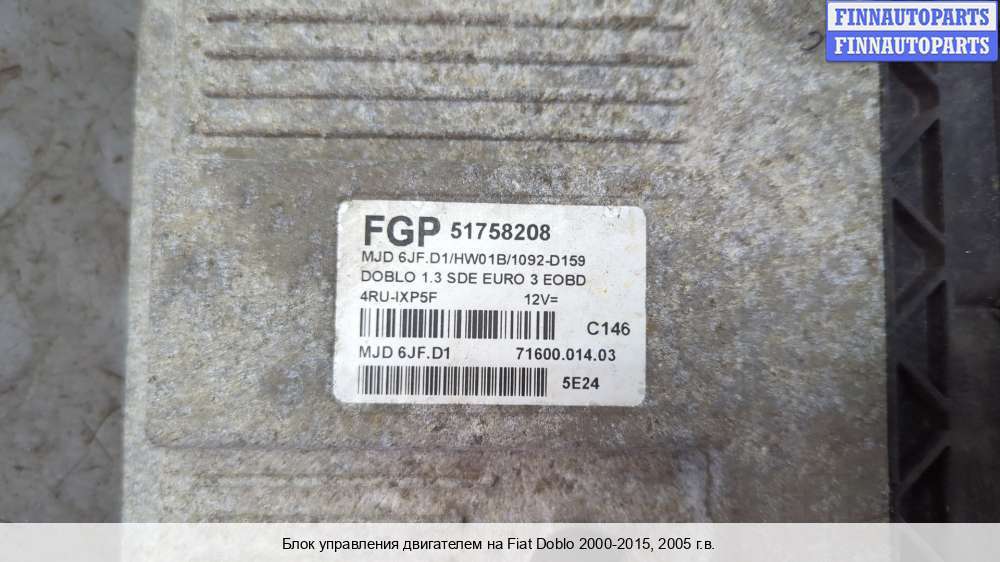 FINNAUTOPARTS
FINNAUTOPARTS
FGP 51758208
MJD 6JF.D1/HW01B/1092-D159
DOBLO 1.3 SDE EURO 3 EOBD
4RU-IXP5F 12V=
C146
MJD 6JF.D1 71600.014.03
5E24
Блок управления двигателем на Fiat Doblo 2000-2015, 2005 г.в.